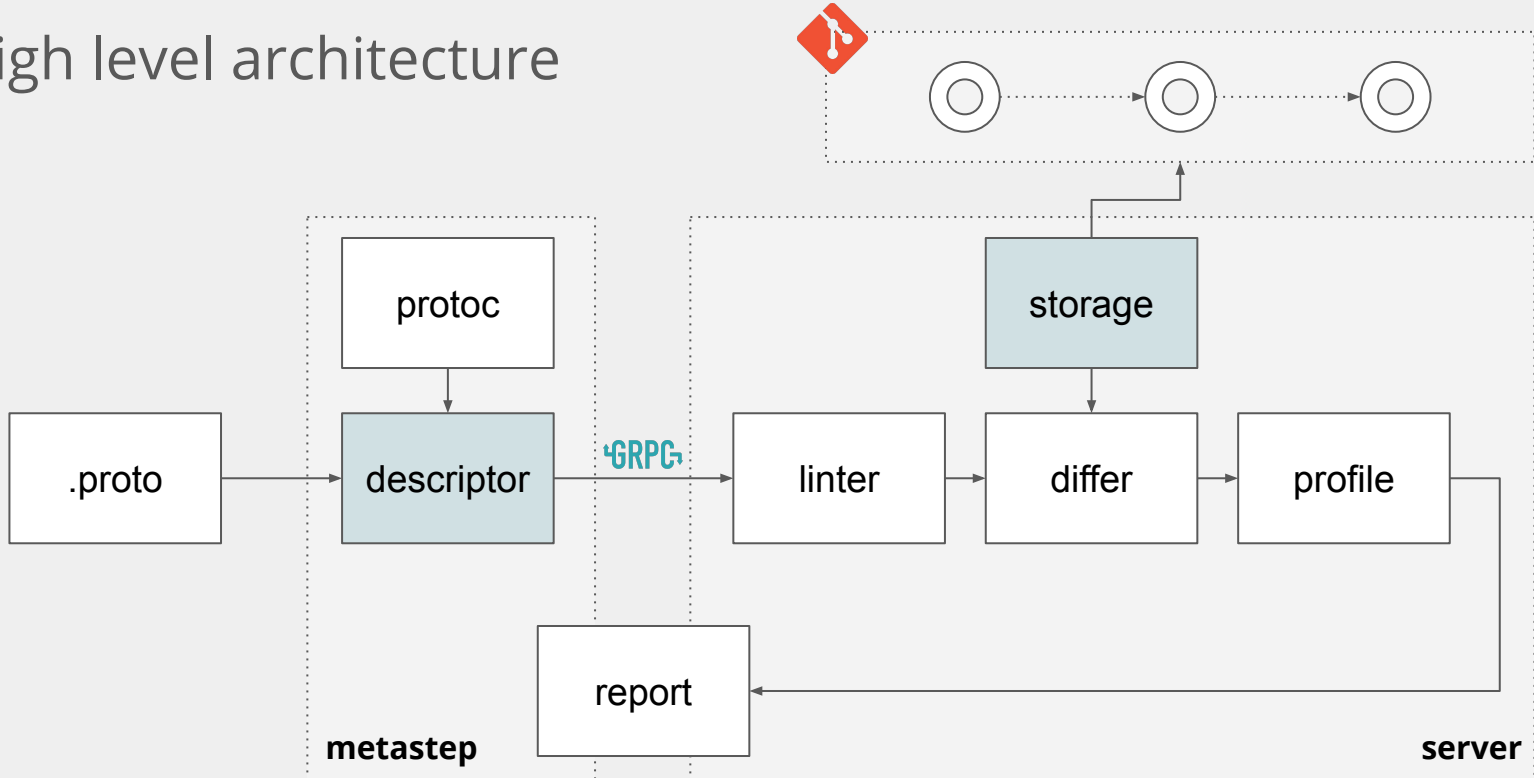 igh level architecture
protoc
storage
.proto
descriptor
GRPC
linter
differ
profile
report
metastep
server